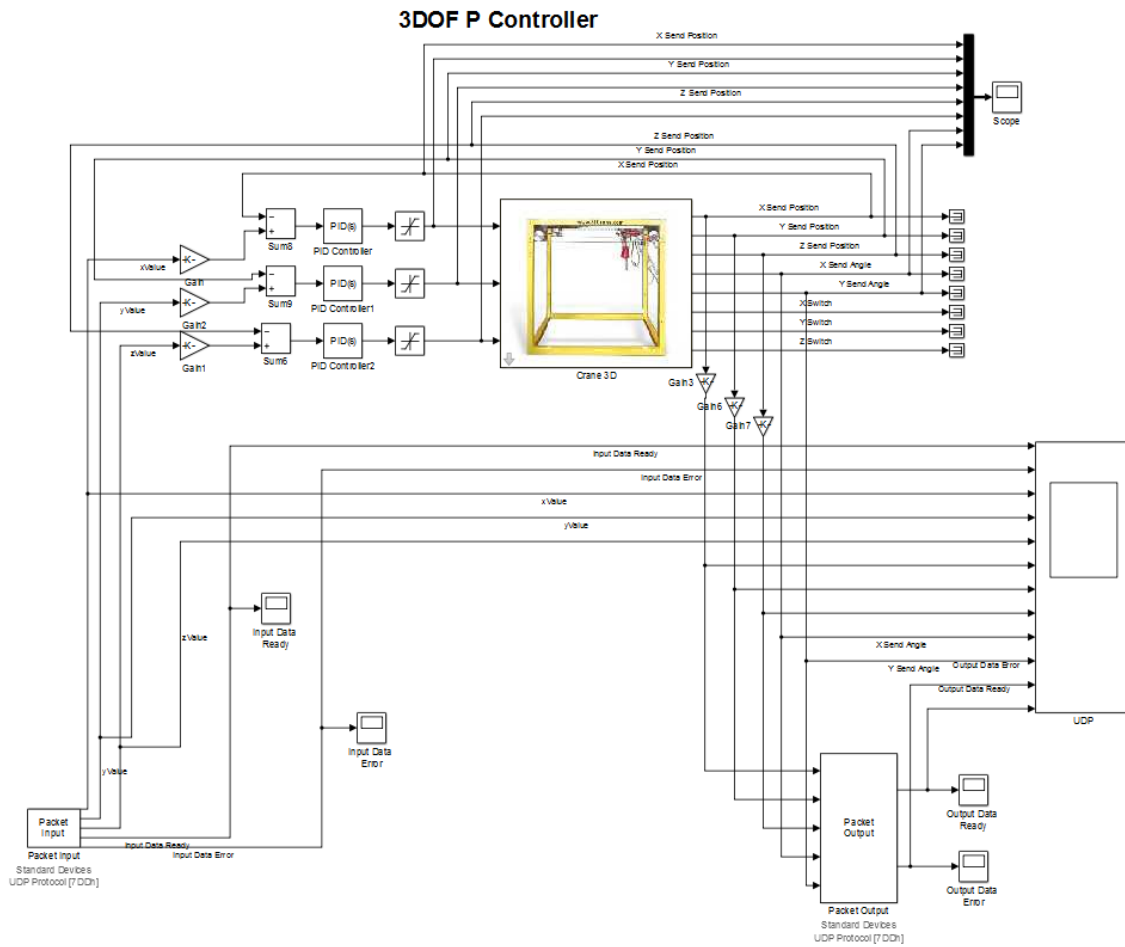 3DOF P Controller
X Send Position
Y Send Position
Z Send Position
Scope
Z Send Position
Y Send Position
X Send Position
Sum8
PID(s)
PID Controller
xValue
-K-
Gain
Sum9
PID(s)
PID Controller1
yValue
-K-
Gain2
Sum6
PID(s)
PID Controller2
zValue
-K-
Gain1
Crane 3D
X Send Position
Y Send Position
Z Send Position
X Send Angle
Y Send Angle
X Switch
Y Switch
Z Switch
Gain3
-K-
Gain6
-K-
Gain7
-K-
Input Data Ready
Input Data Error
xValue
yValue
zValue
Input Data
Ready
X Send Angle
Y Send Angle
Output Data Error
Output Data Ready
UDP
Input Data
Error
yValue
Packet
Input
Packet Input
Standard Devices
UDP Protocol [7DDh]
Input Data Ready
Input Data Error
Packet
Output
Packet Output
Standard Devices
UDP Protocol [7DDh]
Output Data
Ready
Output Data
Error